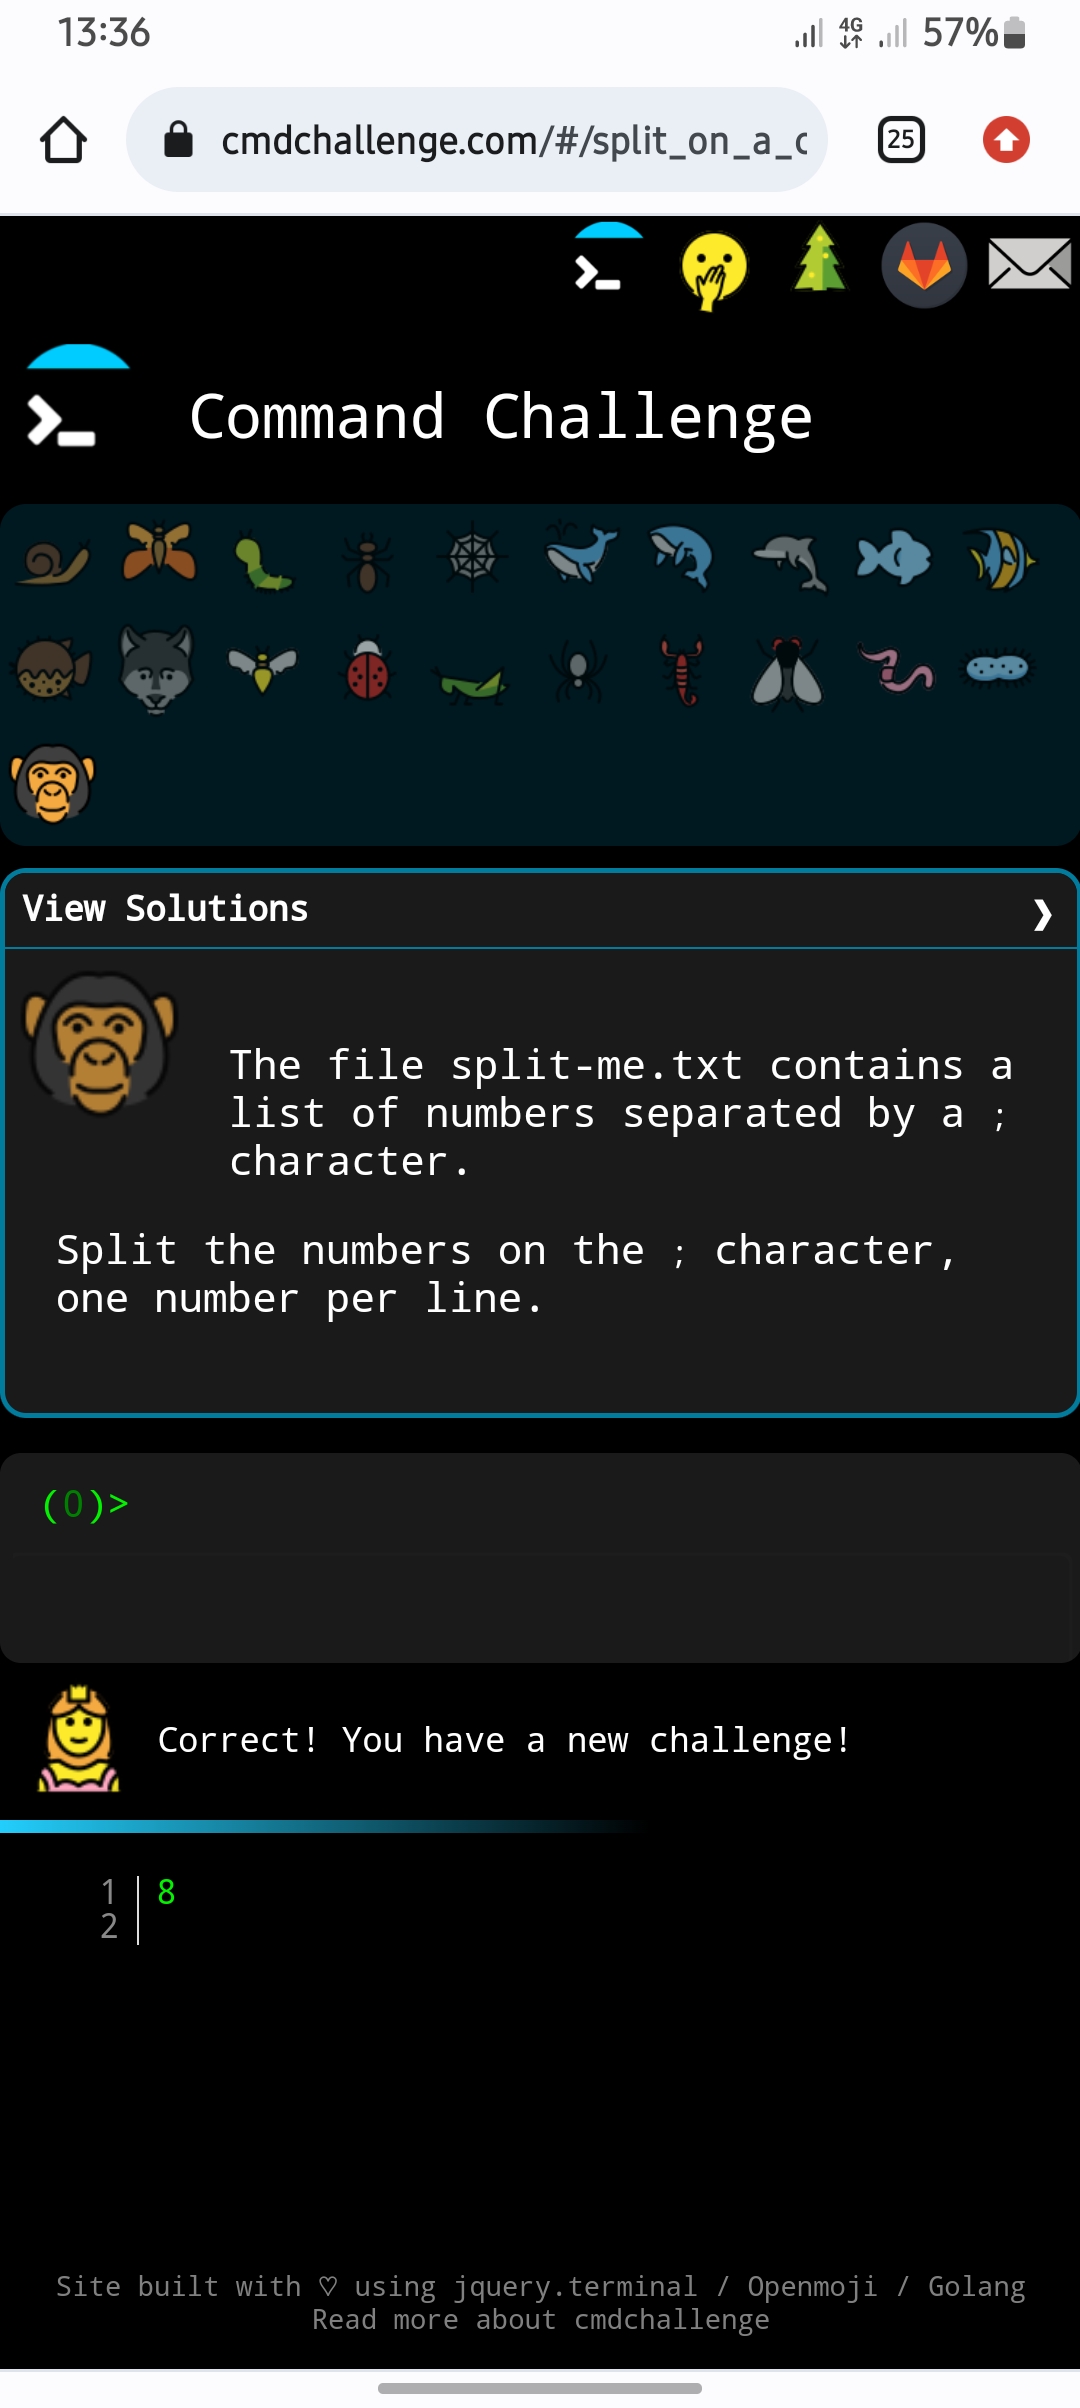 13:36
4G
57%
cmdchallenge.com/#/split_on_a_c
25
Command Challenge
View Solutions
The file split-me.txt contains a
list of numbers separated by a ;
character.
Split the numbers on the ; character,
one number per line.
(0)>
Correct! You have a new challenge!
1 8
2
Site built with ♡ using jquery.terminal / Openmoji / Golang
Read more about cmdchallenge